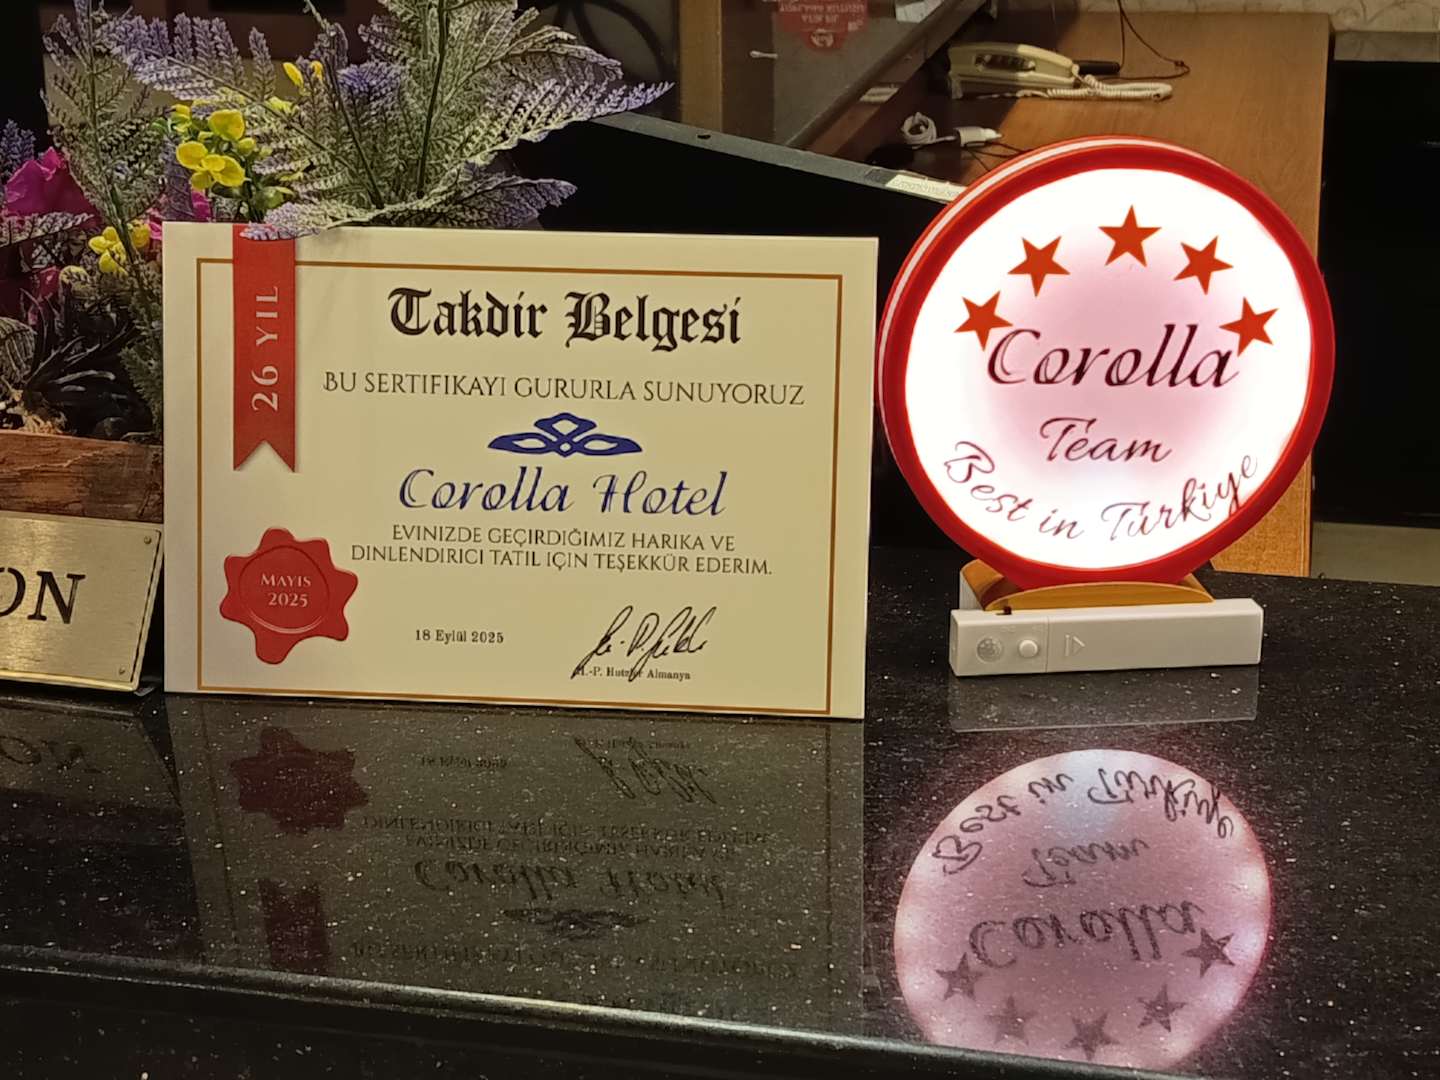 26 YIL
Takdir Belgesi
BU SERTIFIKAYI GURURLA SUNUYORUZ
Corolla Hotel
EVINIZDE GEÇIRDIĞIMIZ HARIKA VE
DINLENDIRICI TATIL IÇIN TEŞEKKÜR EDERIM.
MAYIS
2025
18 Eylül 2025
H.-P. Hutzler Almanya
Corolla
Team
Best in Türkiye
ON